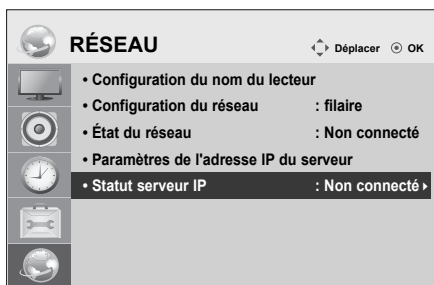 RÉSEAU Déplacer OK
• Configuration du nom du lecteur
• Configuration du réseau : filaire
• État du réseau : Non connecté
• Paramètres de l'adresse IP du serveur
• Statut serveur IP : Non connecté